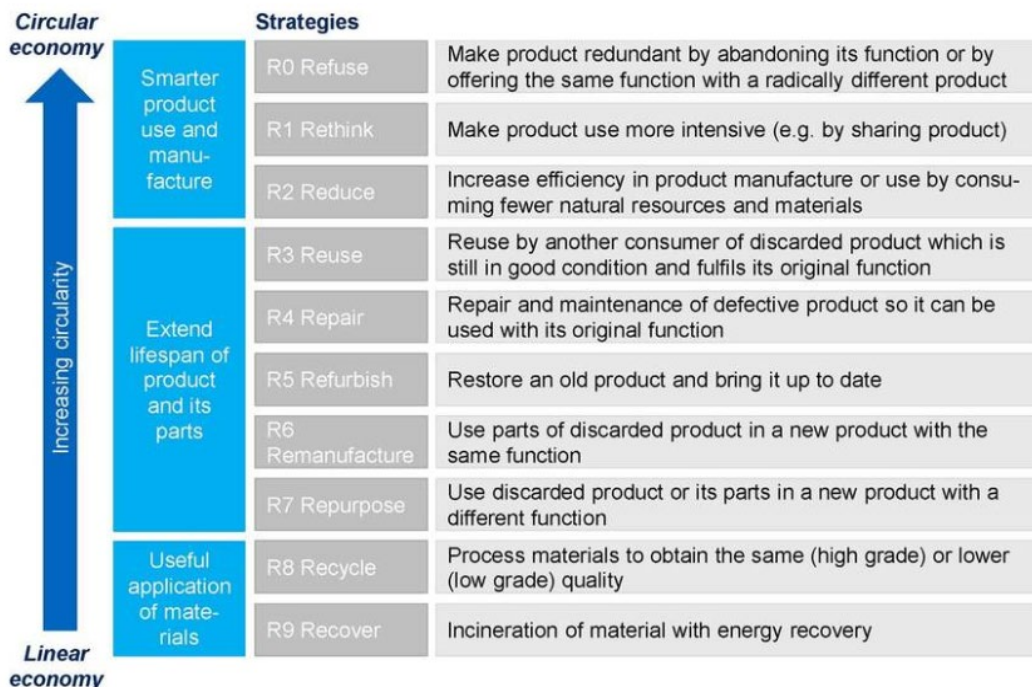 Circular
economy
Strategies
Increasing circularity
Smarter
product
use and
manu-
facture
R0 Refuse
Make product redundant by abandoning its function or by
offering the same function with a radically different product
R1 Rethink
Make product use more intensive (e.g. by sharing product)
R2 Reduce
Increase efficiency in product manufacture or use by consu-
ming fewer natural resources and materials
Extend
lifespan of
product
and its
parts
R3 Reuse
Reuse by another consumer of discarded product which is
still in good condition and fulfils its original function
R4 Repair
Repair and maintenance of defective product so it can be
used with its original function
R5 Refurbish
Restore an old product and bring it up to date
R6
Remanufacture
Use parts of discarded product in a new product with the
same function
R7 Repurpose
Use discarded product or its parts in a new product with a
different function
Useful
application
of mate-
rials
R8 Recycle
Process materials to obtain the same (high grade) or lower
(low grade) quality
R9 Recover
Incineration of material with energy recovery
Linear
economy